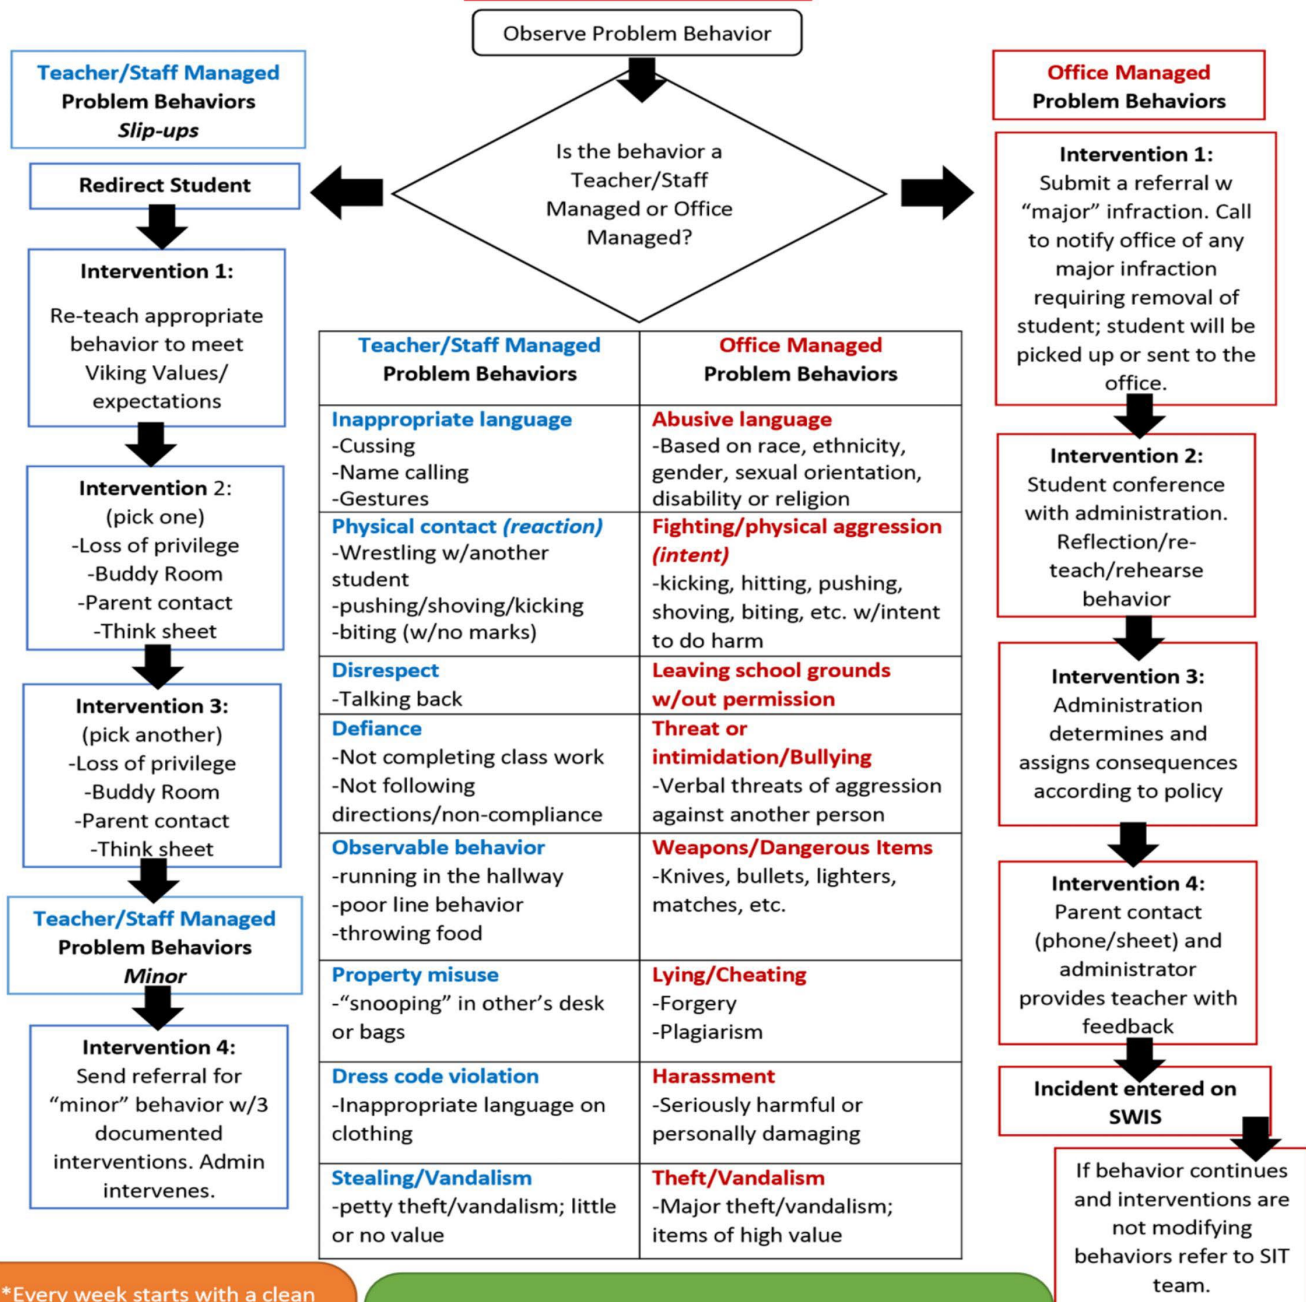 Observe Problem Behavior
Teacher/Staff Managed
Problem Behaviors
Slip-ups
Redirect Student
Intervention 1:
Re-teach appropriate
behavior to meet
Viking Values/
expectations
Intervention 2:
(pick one)
-Loss of privilege
-Buddy Room
-Parent contact
-Think sheet
Intervention 3:
(pick another)
-Loss of privilege
-Buddy Room
-Parent contact
-Think sheet
Teacher/Staff Managed
Problem Behaviors
Minor
Intervention 4:
Send referral for
“minor” behavior w/3
documented
interventions. Admin
intervenes.
Is the behavior a
Teacher/Staff
Managed or Office
Managed?
Teacher/Staff Managed
Problem Behaviors
Office Managed
Problem Behaviors
Inappropriate language
-Cussing
-Name calling
-Gestures
Abusive language
-Based on race, ethnicity,
gender, sexual orientation,
disability or religion
Physical contact (reaction)
-Wrestling w/another
student
-pushing/shoving/kicking
-biting (w/no marks)
Fighting/physical aggression
(intent)
-kicking, hitting, pushing,
shoving, biting, etc. w/intent
to do harm
Disrespect
-Talking back
Leaving school grounds
w/out permission
Defiance
-Not completing class work
-Not following
directions/non-compliance
Threat or
intimidation/Bullying
-Verbal threats of aggression
against another person
Observable behavior
-running in the hallway
-poor line behavior
-throwing food
Weapons/Dangerous Items
-Knives, bullets, lighters,
matches, etc.
Property misuse
-“snooping” in other’s desk
or bags
Lying/Cheating
-Forgery
-Plagiarism
Dress code violation
-Inappropriate language on
clothing
Harassment
-Seriously harmful or
personally damaging
Stealing/Vandalism
-petty theft/vandalism; little
or no value
Theft/Vandalism
-Major theft/vandalism;
items of high value
Office Managed
Problem Behaviors
Intervention 1:
Submit a referral w
“major” infraction. Call
to notify office of any
major infraction
requiring removal of
student; student will be
picked up or sent to the
office.
Intervention 2:
Student conference
with administration.
Reflection/re-
teach/rehearse
behavior
Intervention 3:
Administration
determines and
assigns consequences
according to policy
Intervention 4:
Parent contact
(phone/sheet) and
administrator
provides teacher with
feedback
Incident entered on
SWIS
If behavior continues
and interventions are
not modifying
behaviors refer to SIT
team.
*Every week starts with a clean